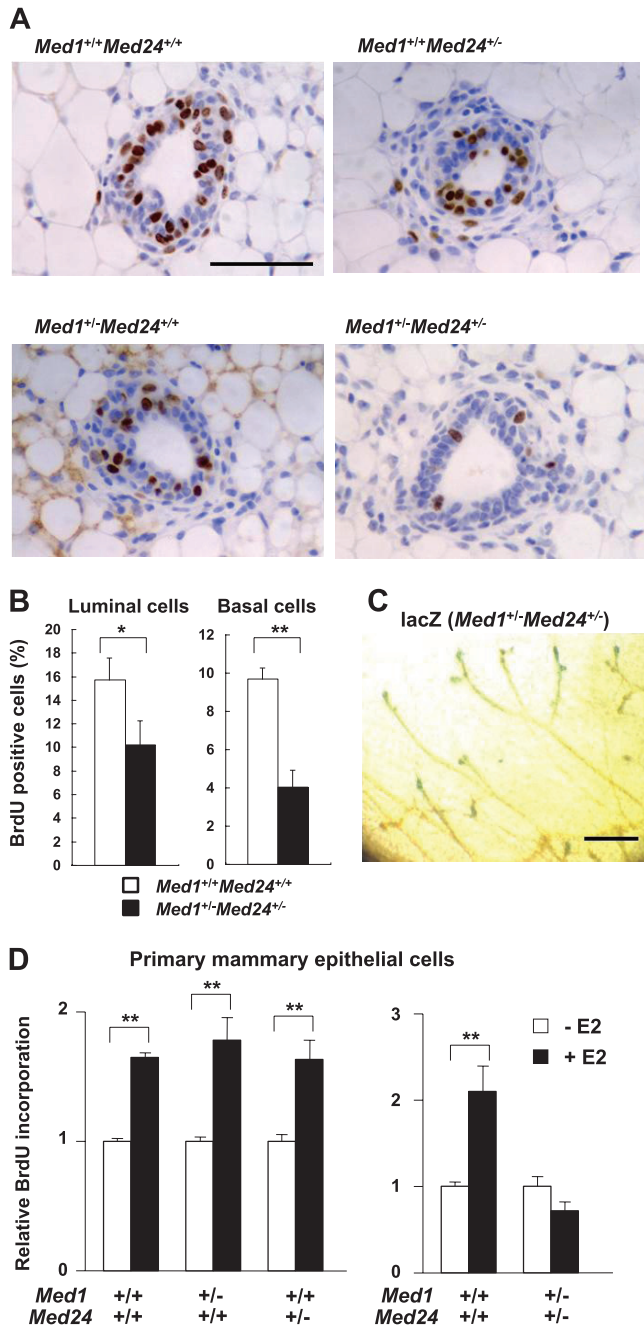 A
Med1+/+Med24+/+
Med1+/+Med24+/-
Med1+/-Med24+/+
Med1+/-Med24+/-
B
Luminal cells
Basal cells
BrdU positive cells (%)
20
18
16
14
12
10
8
6
4
2
0
*
12
10
8
6
4
2
0
**
Med1+/+Med24+/+
Med1+/-Med24+/-
C
lacZ (Med1+/-Med24+/-)
D
Primary mammary epithelial cells
Relative BrdU incorporation
2
1
0
** ** **
3
2
1
0
**
- E2
+ E2
Med1 +/+ +/- +/+ +/+ +/-
Med24 +/+ +/+ +/- +/+ +/-